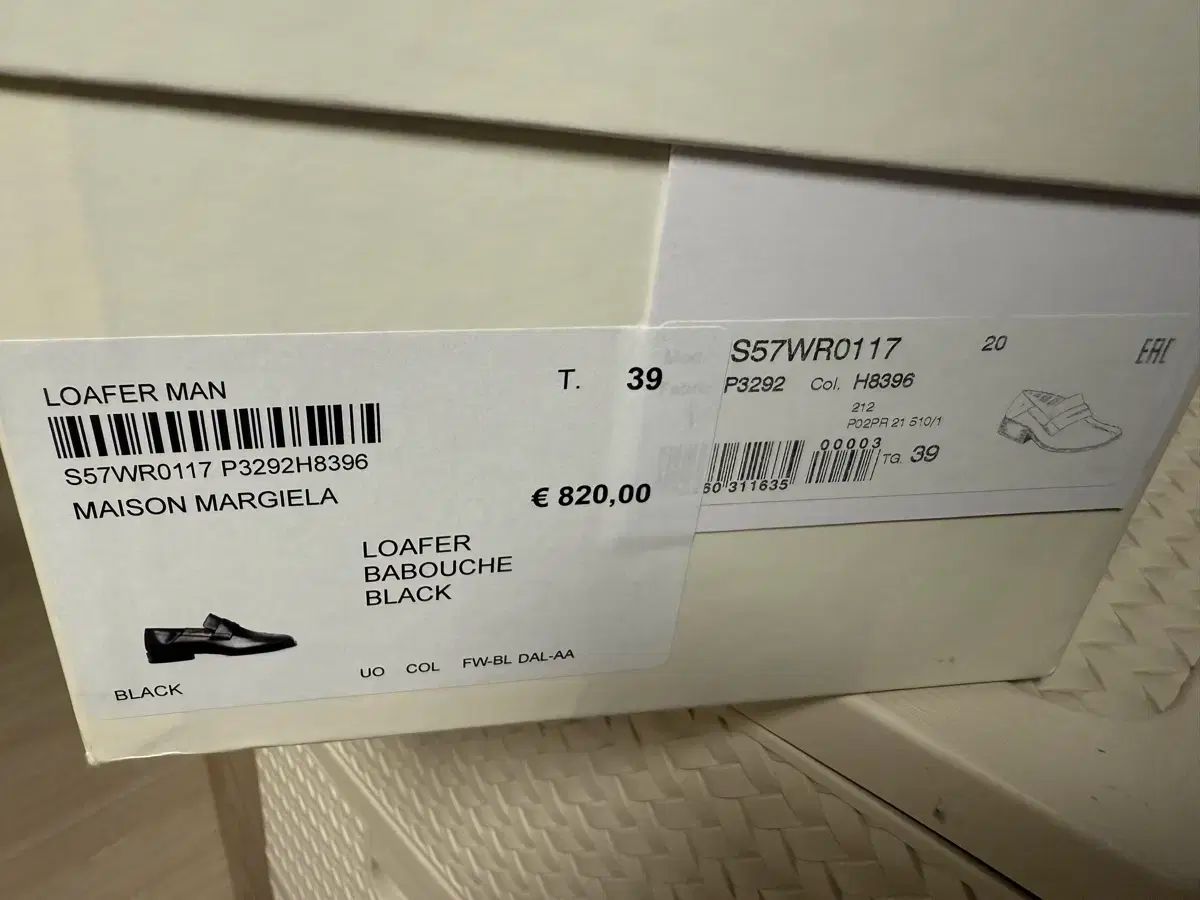 LOAFER MAN
T. 39
S57WR0117 P3292H8396
MAISON MARGIELA
€ 820,00
LOAFER
BABOUCHE
BLACK
BLACK
UO COL FW-BL DAL-AA
S57WR0117 20 EAC
P3292 Col. H8396
212
P02PR 21 510/1
00003
60 311635
TG. 39